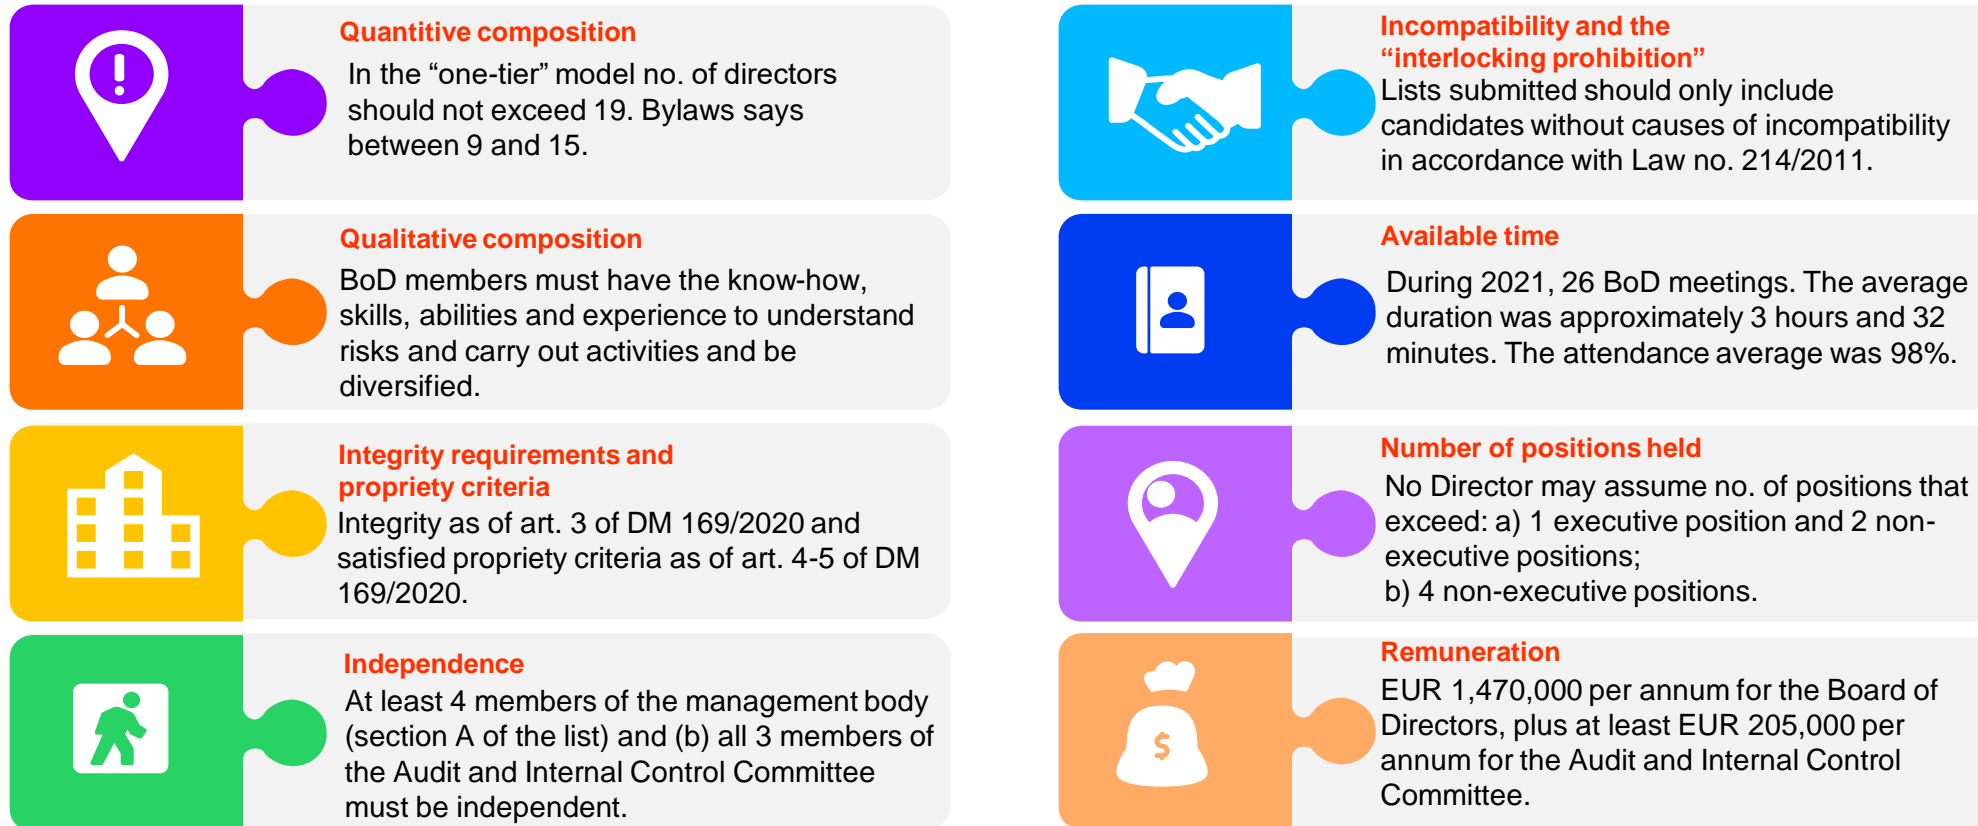 Quantitive composition
In the “one-tier” model no. of directors
should not exceed 19. Bylaws says
between 9 and 15.
Qualitative composition
BoD members must have the know-how,
skills, abilities and experience to understand
risks and carry out activities and be
diversified.
Integrity requirements and
propriety criteria
Integrity as of art. 3 of DM 169/2020 and
satisfied propriety criteria as of art. 4-5 of DM
169/2020.
Independence
At least 4 members of the management body
(section A of the list) and (b) all 3 members of
the Audit and Internal Control Committee
must be independent.
Incompatibility and the
“interlocking prohibition”
Lists submitted should only include
candidates without causes of incompatibility
in accordance with Law no. 214/2011.
Available time
During 2021, 26 BoD meetings. The average
duration was approximately 3 hours and 32
minutes. The attendance average was 98%.
Number of positions held
No Director may assume no. of positions that
exceed: a) 1 executive position and 2 non-
executive positions;
b) 4 non-executive positions.
Remuneration
EUR 1,470,000 per annum for the Board of
Directors, plus at least EUR 205,000 per
annum for the Audit and Internal Control
Committee.